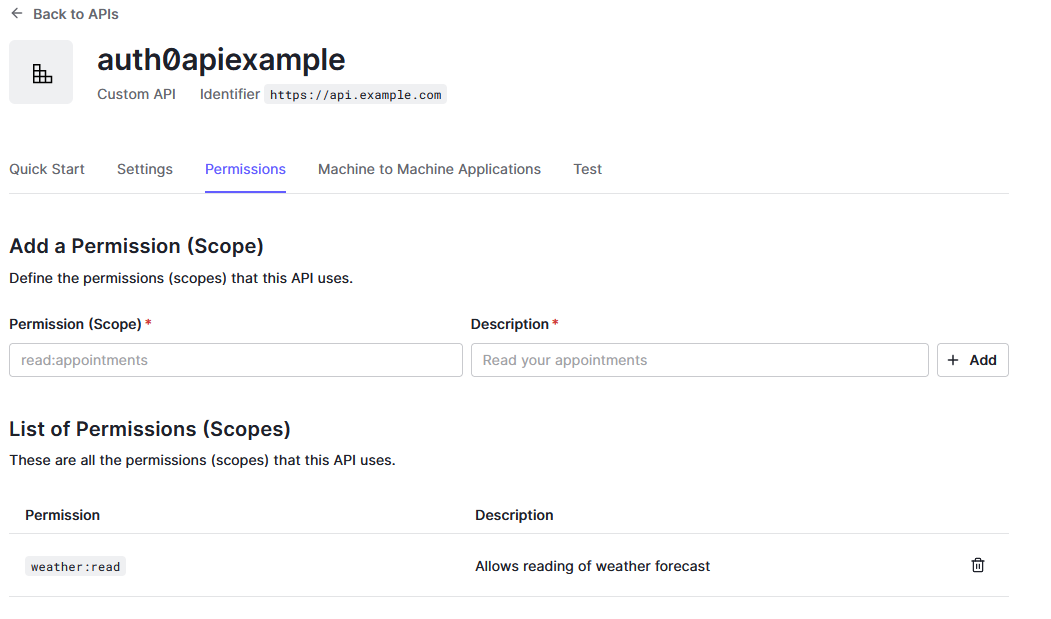 Back to APIs
auth0apiexample
Custom API Identifier https://api.example.com
Quick Start Settings Permissions Machine to Machine Applications Test
Add a Permission (Scope)
Define the permissions (scopes) that this API uses.
Permission (Scope) * Description *
read:appointments Read your appointments + Add
List of Permissions (Scopes)
These are all the permissions (scopes) that this API uses.
Permission Description
weather:read Allows reading of weather forecast